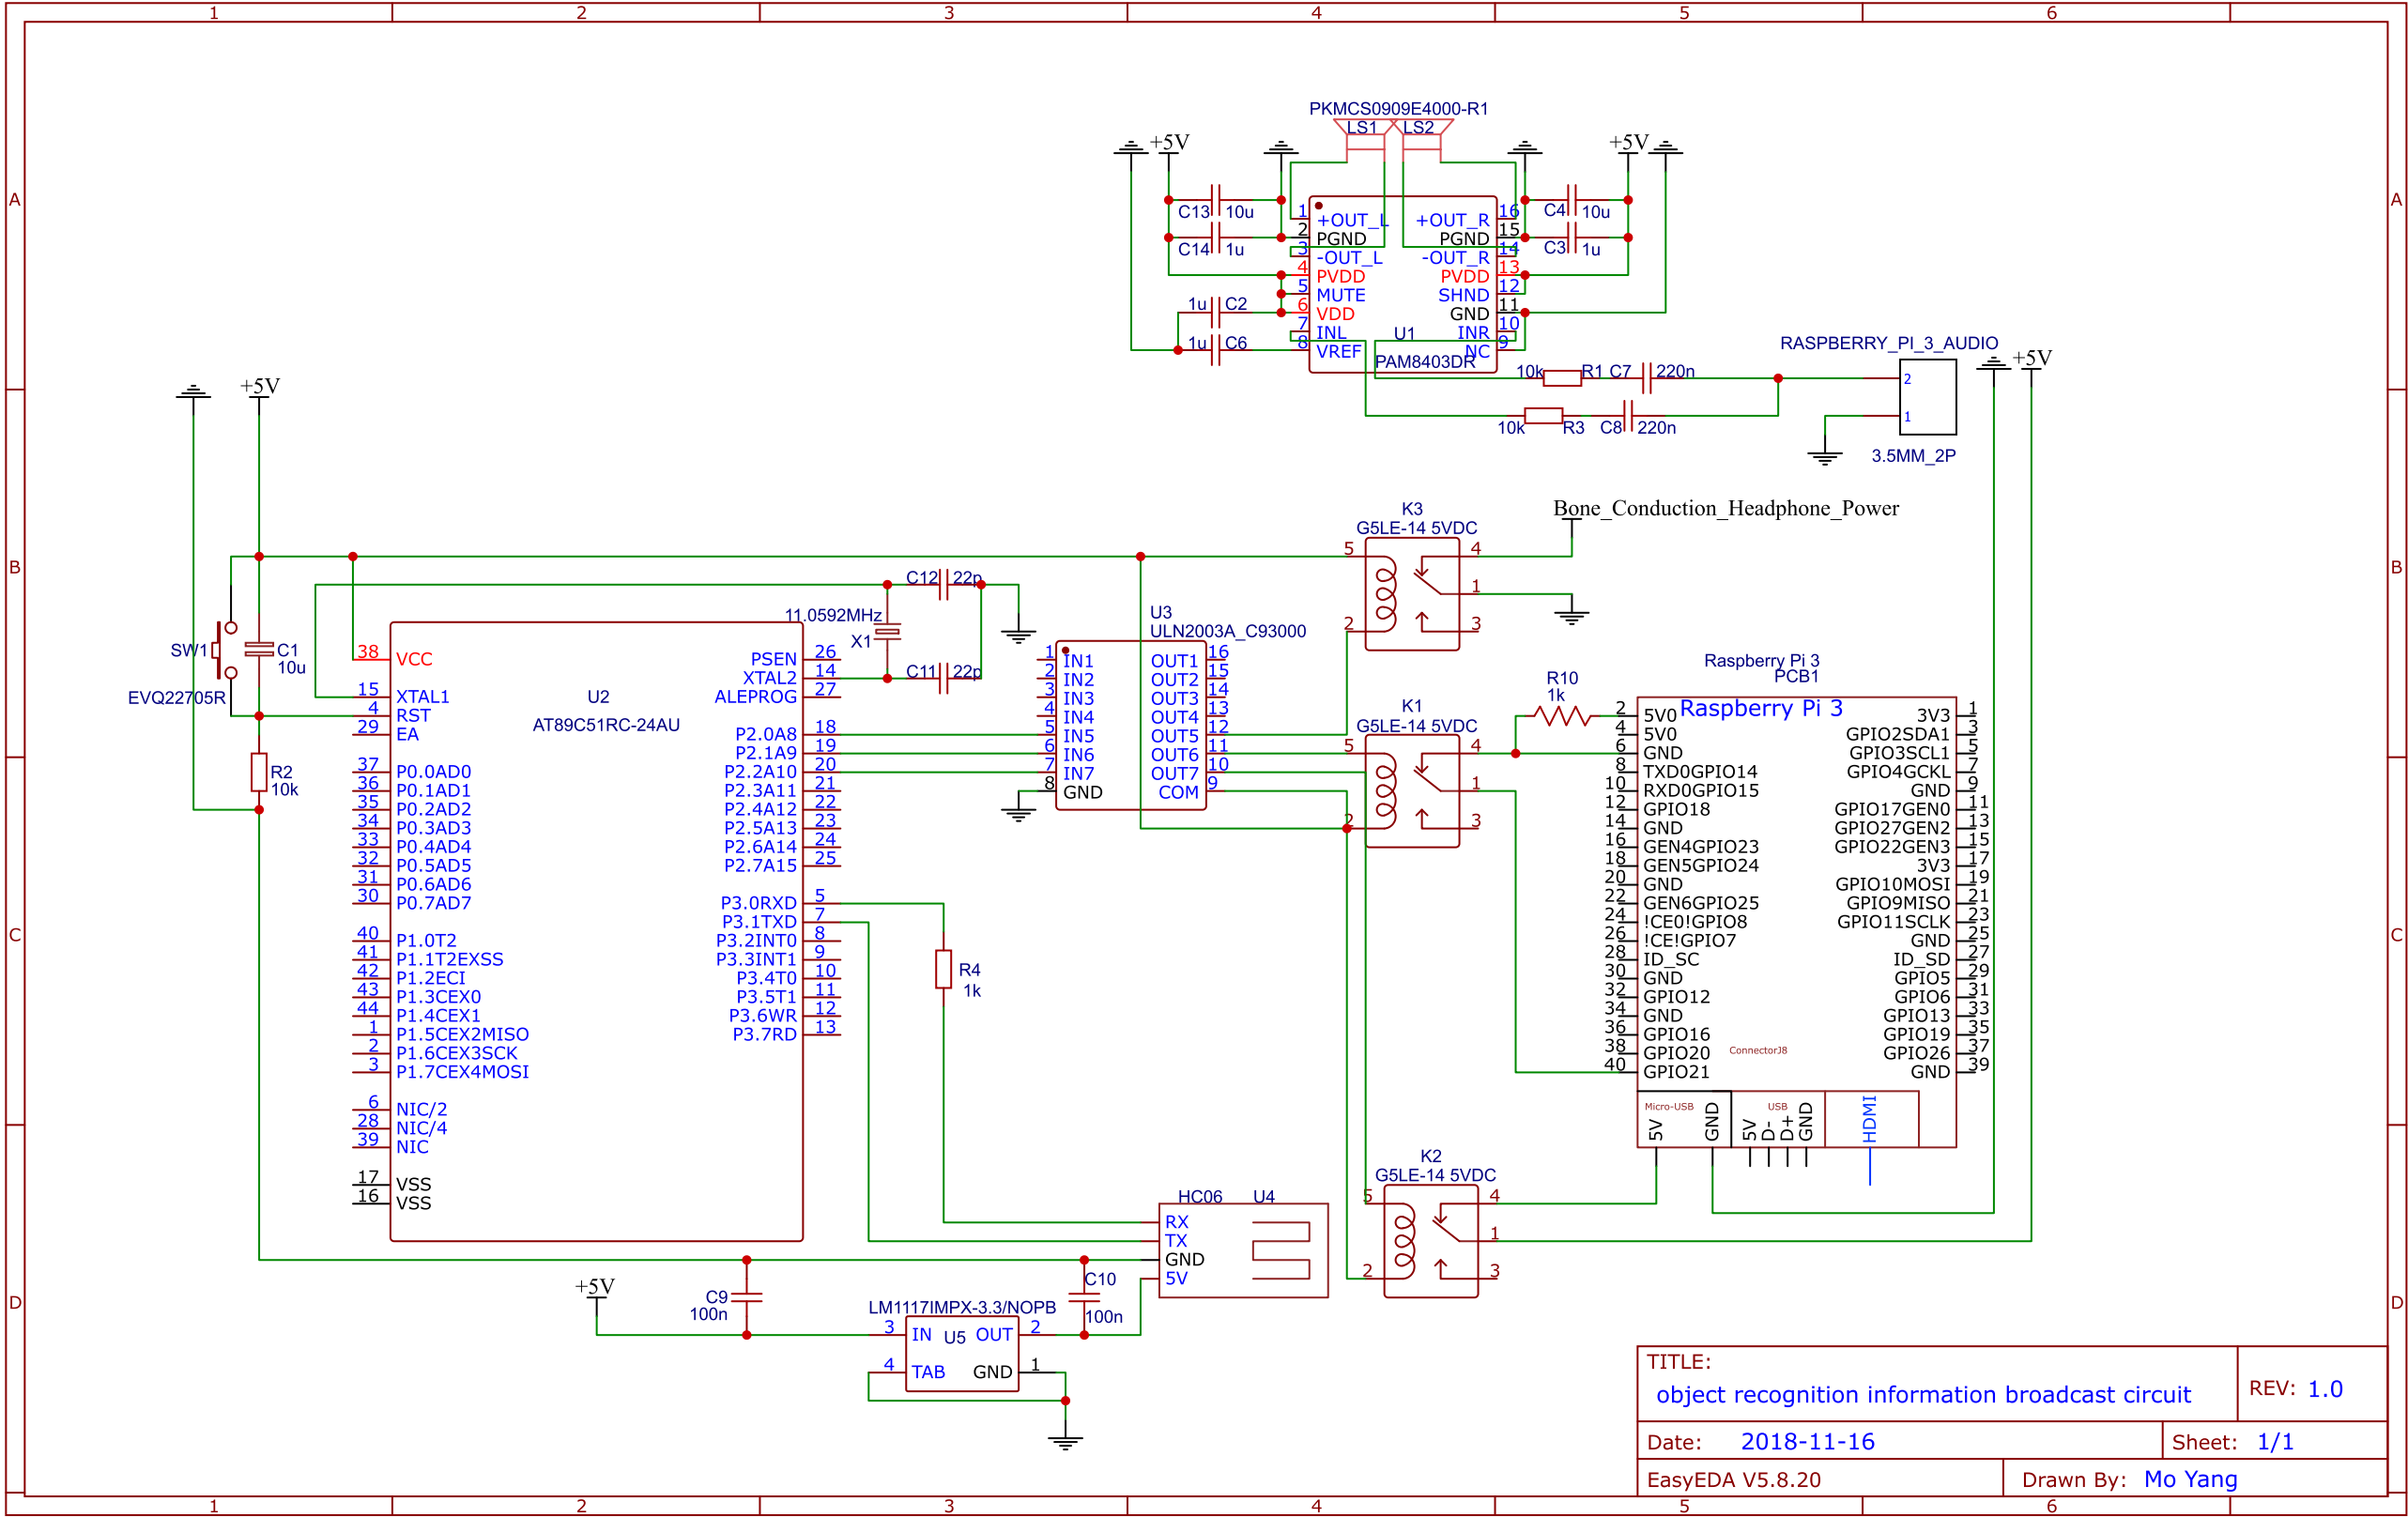 1 2 3 4 5 6
A A
B B
C C
D D
PKMCS0909E4000-R1
LS1 LS2
+5V +5V
C13 10u
C14 1u
1u C2
1u C6
C4 10u
C3 1u
1 +OUT_L +OUT_R 16
2 PGND PGND 15
3 -OUT_L -OUT_R 14
4 PVDD PVDD 13
5 MUTE SHND 12
6 VDD GND 11
7 INL U1 INR 10
8 VREF NC 9
PAM8403DR
10k R1 C7 220n
10k R3 C8 220n
RASPBERRY_PI_3_AUDIO
+5V
2
1
3.5MM_2P
+5V
SW1
EVQ22705R
C1
10u
R2
10k
U2
AT89C51RC-24AU
38 VCC
15 XTAL1
4 RST
29 EA
37 P0.0AD0
36 P0.1AD1
35 P0.2AD2
34 P0.3AD3
33 P0.4AD4
32 P0.5AD5
31 P0.6AD6
30 P0.7AD7
40 P1.0T2
41 P1.1T2EXSS
42 P1.2ECI
43 P1.3CEX0
44 P1.4CEX1
1 P1.5CEX2MISO
2 P1.6CEX3SCK
3 P1.7CEX4MOSI
6 NIC/2
28 NIC/4
39 NIC
17 VSS
16 VSS
PSEN 26
XTAL2 14
ALEPROG 27
P2.0A8 18
P2.1A9 19
P2.2A10 20
P2.3A11 21
P2.4A12 22
P2.5A13 23
P2.6A14 24
P2.7A15 25
P3.0RXD 5
P3.1TXD 7
P3.2INT0 8
P3.3INT1 9
P3.4T0 10
P3.5T1 11
P3.6WR 12
P3.7RD 13
C12 22p
11.0592MHz
X1
C11 22p
R4
1k
U3
ULN2003A_C93000
1 IN1 OUT1 16
2 IN2 OUT2 15
3 IN3 OUT3 14
4 IN4 OUT4 13
5 IN5 OUT5 12
6 IN6 OUT6 11
7 IN7 OUT7 10
8 GND COM 9
K3
G5LE-14 5VDC
5 4
1
2 3
Bone_Conduction_Headphone_Power
K1
G5LE-14 5VDC
5 4
1
2 3
R10
1k
K2
G5LE-14 5VDC
5 4
1
2 3
Raspberry Pi 3
PCB1
Raspberry Pi 3
2 5V0 3V3 1
4 5V0 GPIO2SDA1 3
6 GND GPIO3SCL1 5
8 TXD0GPIO14 GPIO4GCKL 7
10 RXD0GPIO15 GND 9
12 GPIO18 GPIO17GEN0 11
14 GND GPIO27GEN2 13
16 GEN4GPIO23 GPIO22GEN3 15
18 GEN5GPIO24 3V3 17
20 GND GPIO10MOSI 19
22 GEN6GPIO25 GPIO9MISO 21
24 !CE0!GPIO8 GPIO11SCLK 23
26 !CE!GPIO7 GND 25
28 ID_SC ID_SD 27
30 GND GPIO5 29
32 GPIO12 GPIO6 31
34 GND GPIO13 33
36 GPIO16 GPIO19 35
38 GPIO20 ConnectorJ8 GPIO26 37
40 GPIO21 GND 39
Micro-USB USB
5V GND 5V D- D+ GND HDMI
HC06 U4
RX
TX
GND
5V
+5V
C9
100n
C10
100n
LM1117IMPX-3.3/NOPB
3 IN U5 OUT 2
4 TAB GND 1
TITLE:
object recognition information broadcast circuit
REV: 1.0
Date: 2018-11-16
Sheet: 1/1
EasyEDA V5.8.20
Drawn By: Mo Yang
1 2 3 4 5 6